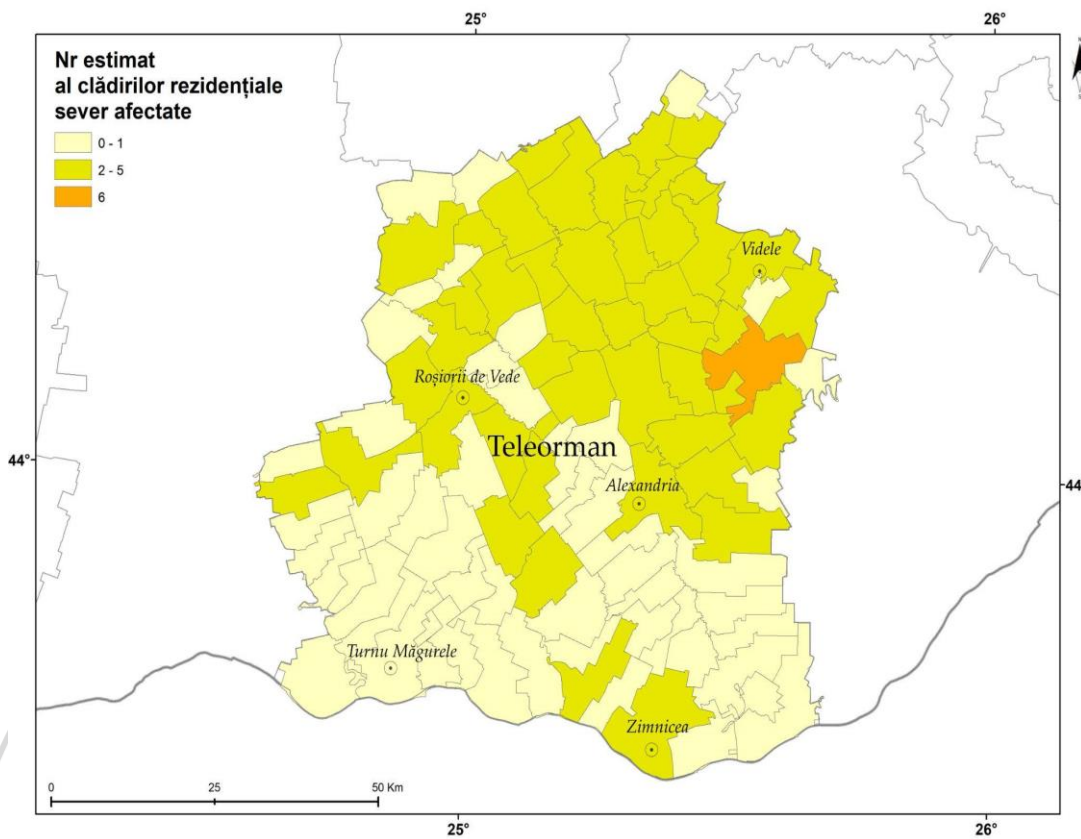 25°
26°
Nr estimat
al clădirilor rezidențiale
sever afectate
0 - 1
2 - 5
6
Videle
Roșiorii de Vede
Teleorman
44°
Alexandria
44
Turnu Măgurele
Zimnicea
0
25
50 Km
25°
26°